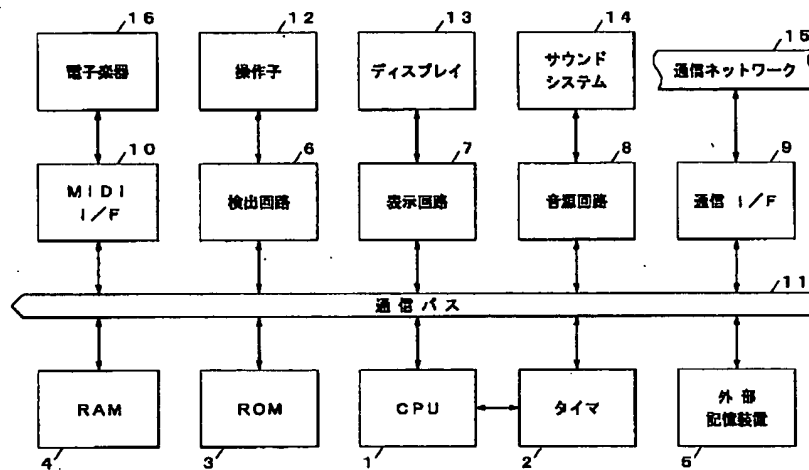 16
12
13
14
15
電子楽器
操作子
ディスプレイ
サウンド
システム
通信ネットワーク
10
6
7
8
9
MIDI
I/F
検出回路
表示回路
音源回路
通信 I/F
11
通信バス
RAM
ROM
CPU
タイマ
外部
記憶装置
4
3
1
2
5